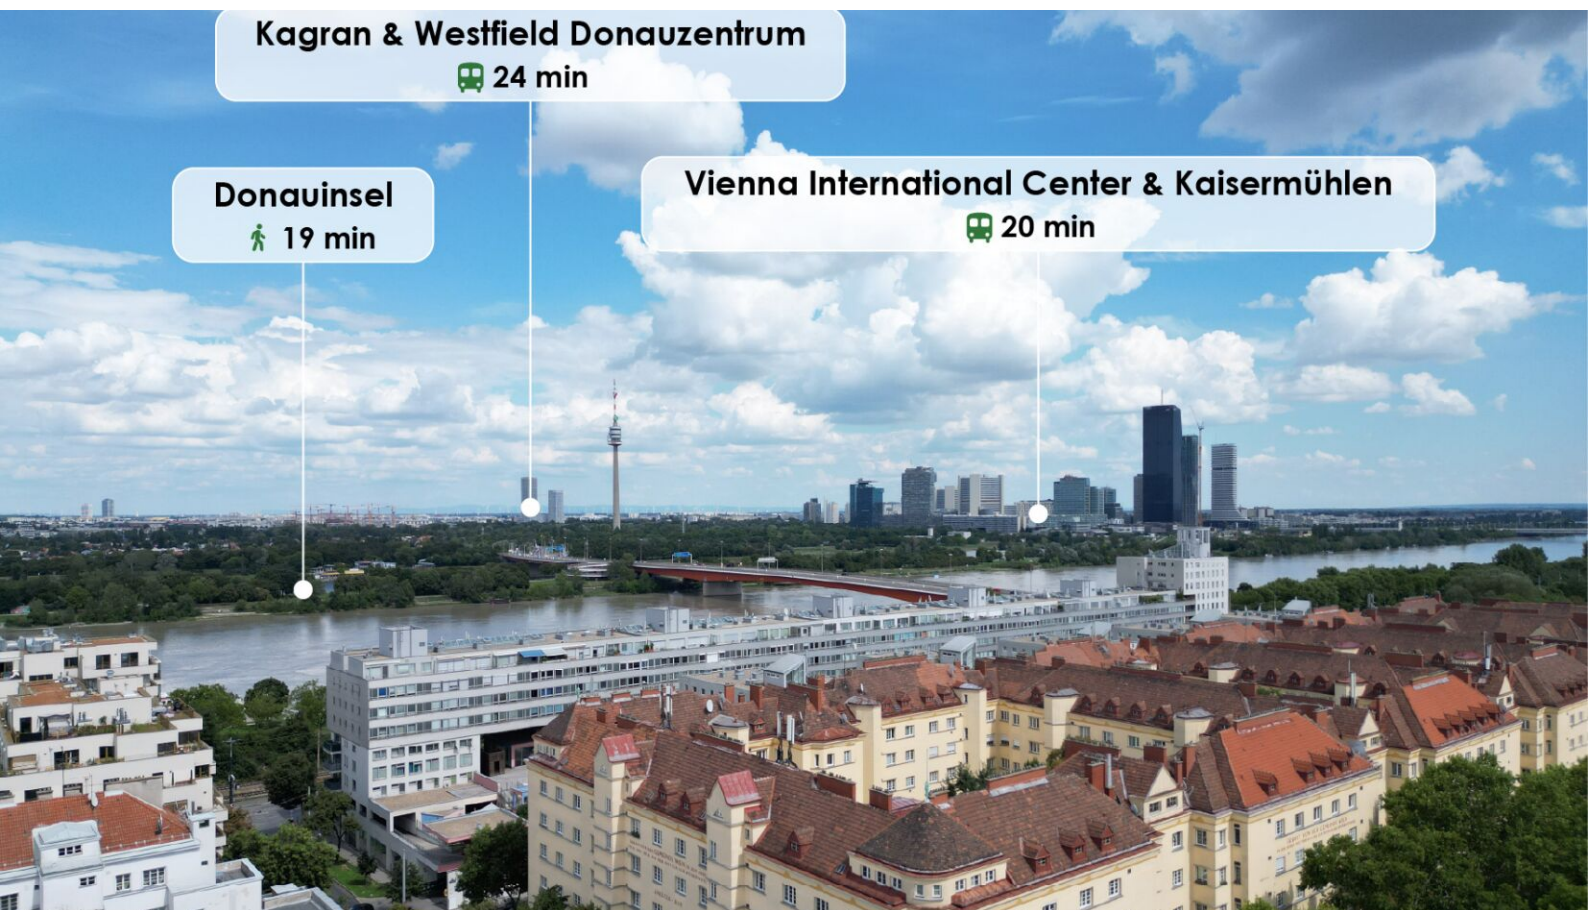 Kagran & Westfield Donauzentrum
24 min
Donauinsel
19 min
Vienna International Center & Kaisermühlen
20 min